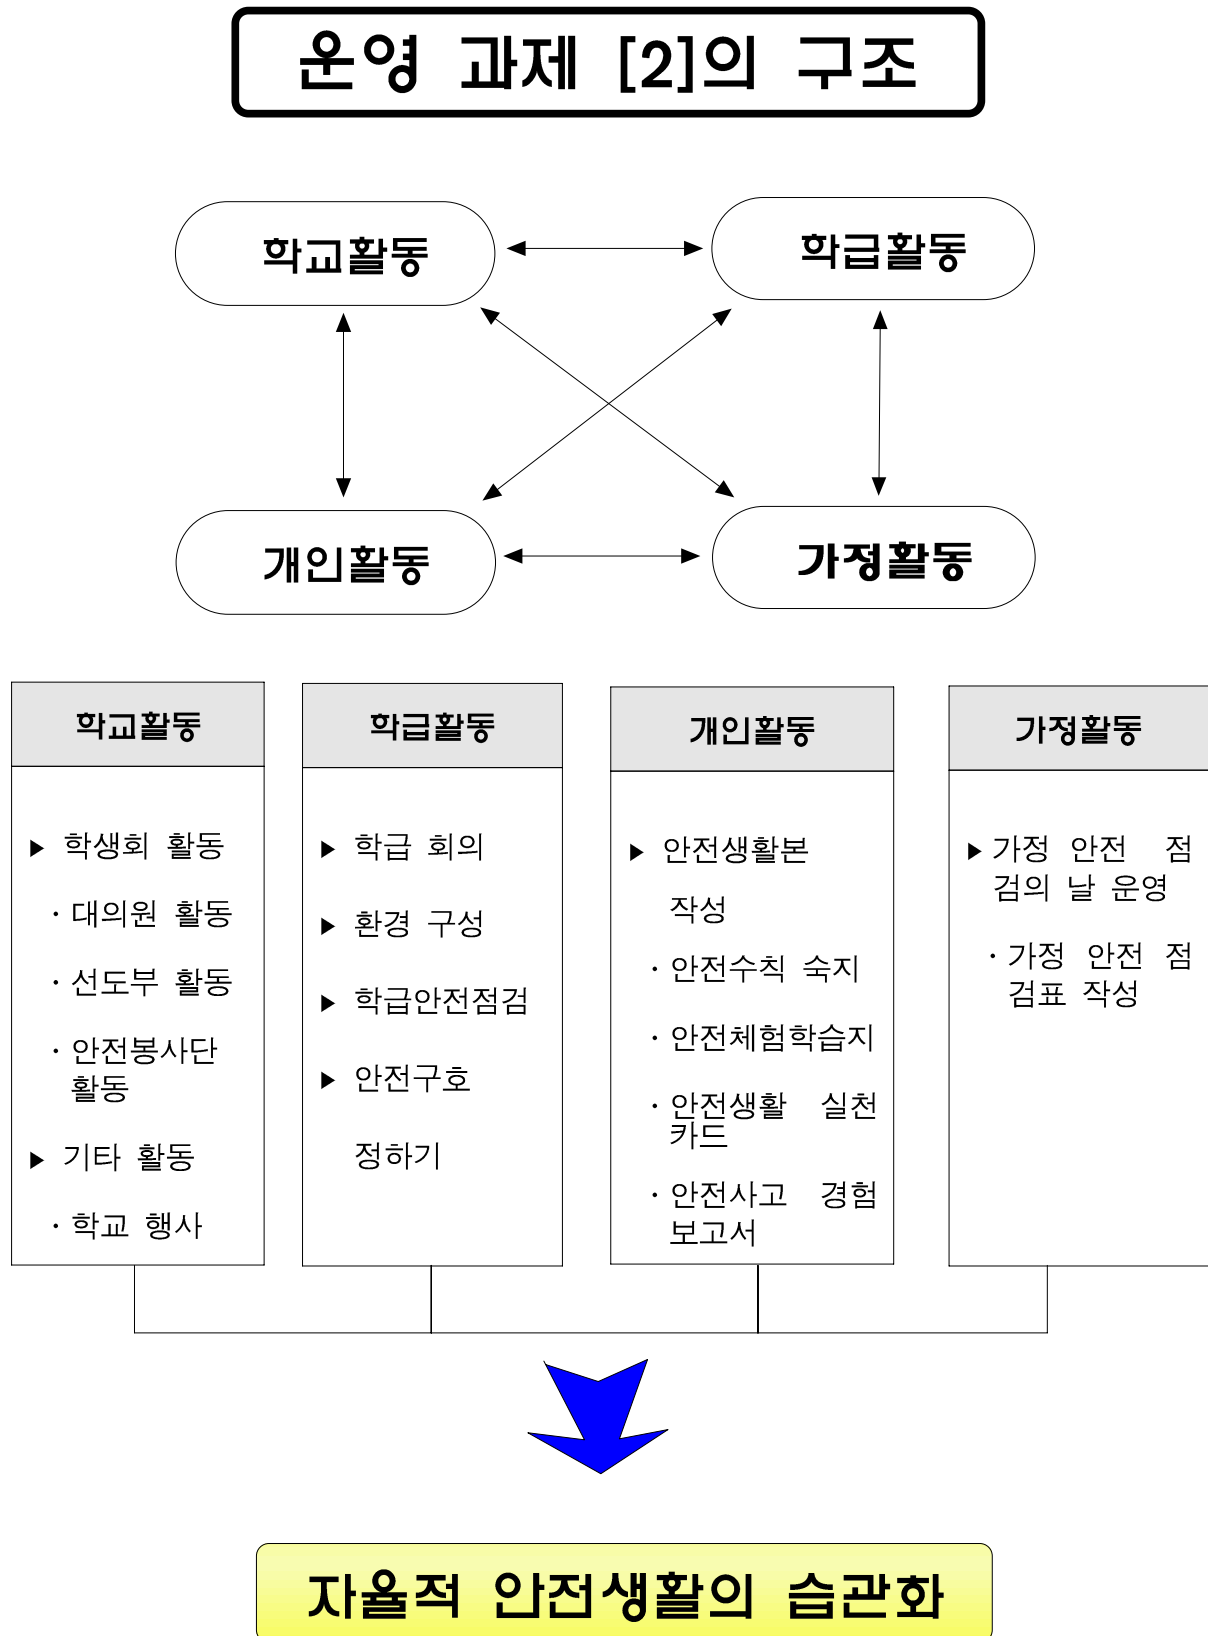 운영 과제 [2]의 구조
학교활동
학급활동
개인활동
가정활동
학교활동
▶ 학생회 활동
· 대의원 활동
· 선도부 활동
· 안전봉사단
활동
▶ 기타 활동
· 학교 행사
학급활동
▶ 학급 회의
▶ 환경 구성
▶ 학급안전점검
▶ 안전구호
정하기
개인활동
▶ 안전생활본
작성
· 안전수칙 숙지
· 안전체험학습지
· 안전생활 실천
카드
· 안전사고 경험
보고서
가정활동
▶ 가정 안전 점
검의 날 운영
· 가정 안전 점
검표 작성
자율적 안전생활의 습관화